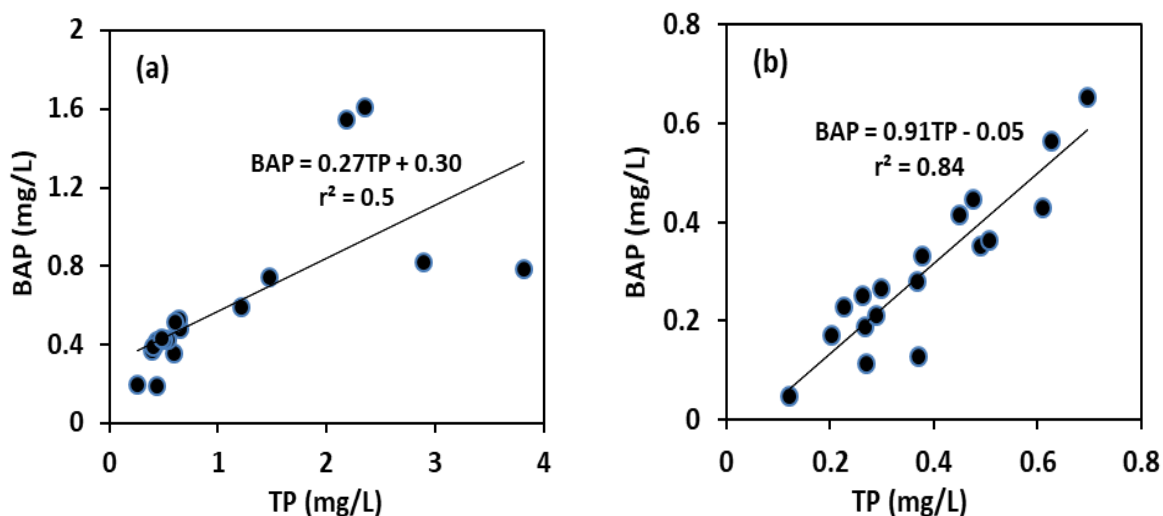 (a)
BAP (mg/L)
2
1.6
1.2
0.8
0.4
0
BAP = 0.27TP + 0.30
r² = 0.5
0 1 2 3 4
TP (mg/L)
(b)
BAP (mg/L)
0.8
0.6
0.4
0.2
0
BAP = 0.91TP - 0.05
r² = 0.84
0 0.2 0.4 0.6 0.8
TP (mg/L)